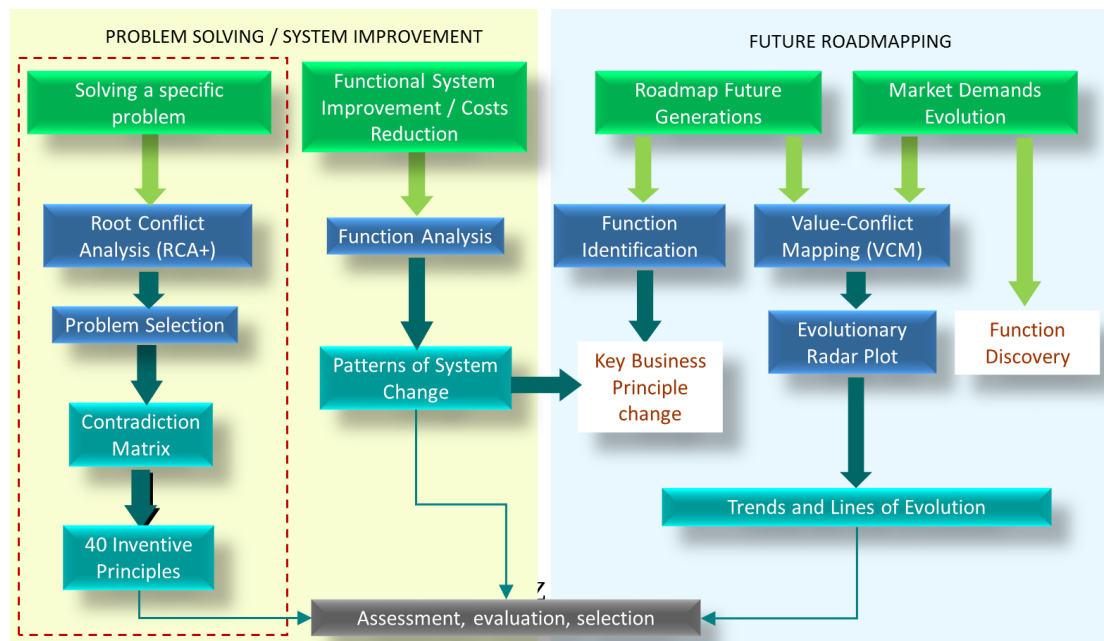 PROBLEM SOLVING / SYSTEM IMPROVEMENT
Solving a specific
problem
Root Conflict
Analysis (RCA+)
Problem Selection
Contradiction
Matrix
40 Inventive
Principles
Functional System
Improvement / Costs
Reduction
Function Analysis
Patterns of System
Change
FUTURE ROADMAPPING
Roadmap Future
Generations
Market Demands
Evolution
Function
Identification
Value-Conflict
Mapping (VCM)
Key Business
Principle
change
Evolutionary
Radar Plot
Function
Discovery
Trends and Lines of Evolution
Assessment, evaluation, selection